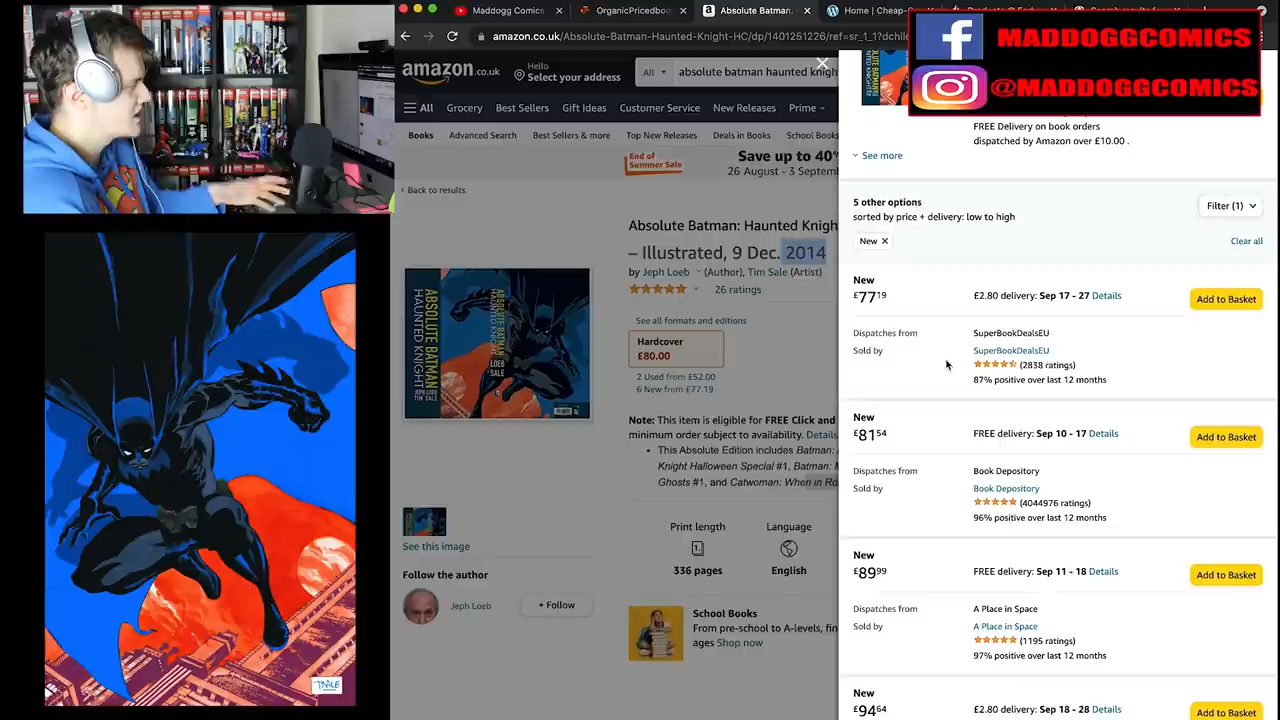 Maddogg Comics
Absolute Batman
Home | Cheap-
amazon.co.uk/Absolute-Batman-Haunted-Knight-HC/dp/1401251226/ref=sr_1_1?dchil
MADDOGGCOMICS
@MADDOGGCOMICS
amazon.co.uk
Hello
Select your address
All
absolute batman haunted knight
All Grocery Best Sellers Gift Ideas Customer Service New Releases Prime
Books Advanced Search Best Sellers & more Top New Releases Deals in Books School Books
End of
Summer Sale
Save up to 40%
26 August - 3 Septem
Back to results
Absolute Batman: Haunted Knight
– Illustrated, 9 Dec. 2014
by Jeph Loeb (Author), Tim Sale (Artist)
26 ratings
See all formats and editions
Hardcover
£80.00
2 Used from £52.00
6 New from £77.19
ABSOLUTE BATMAN
HAUNTED KNIGHT
JEPH LOEB
TIM SALE
Note: This item is eligible for FREE Click and
minimum order subject to availability. Details
This Absolute Edition includes Batman:
Knight Halloween Special #1, Batman: M
Ghosts #1, and Catwoman: When in Ro
Print length
336 pages
Language
English
See this image
Follow the author
Jeph Loeb
+ Follow
School Books
From pre-school to A-levels, fin
ages Shop now
FREE Delivery on book orders
dispatched by Amazon over £10.00 .
See more
5 other options
sorted by price + delivery: low to high
Filter (1)
New
Clear all
New
£77.19
£2.80 delivery: Sep 17 - 27 Details
Add to Basket
Dispatches from SuperBookDealsEU
Sold by SuperBookDealsEU
(2838 ratings)
87% positive over last 12 months
New
£81.54
FREE delivery: Sep 10 - 17 Details
Add to Basket
Dispatches from Book Depository
Sold by Book Depository
(4044976 ratings)
96% positive over last 12 months
New
£89.99
FREE delivery: Sep 11 - 18 Details
Add to Basket
Dispatches from A Place in Space
Sold by A Place in Space
(1195 ratings)
97% positive over last 12 months
New
£94.64
£2.80 delivery: Sep 18 - 28 Details
Add to Basket